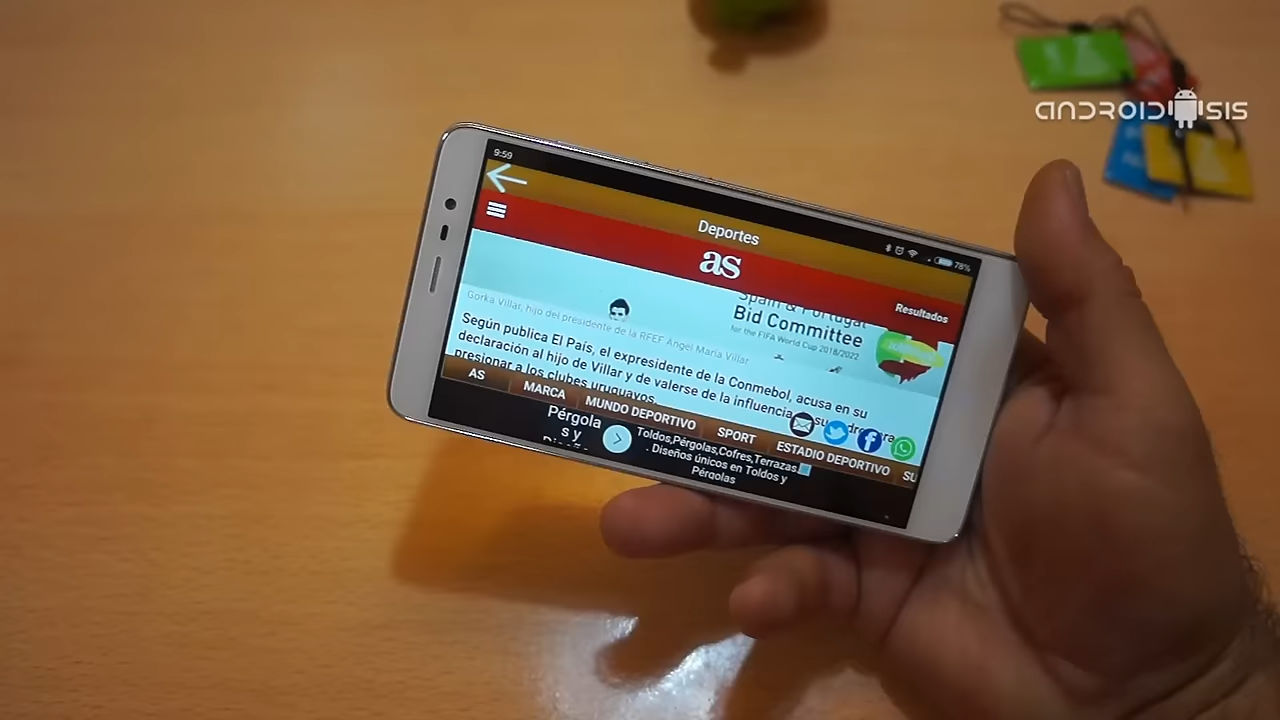 ANDROIDSIS
9:59
78%
Deportes
as
Resultados
Spain & Portugal
Bid Committee
for the FIFA World Cup 2018/2022
Gorka Villar, hijo del presidente de la RFEF Angel María Villar
Según publica El País, el expresidente de la Conmebol, acusa en su
declaración al hijo de Villar y de valerse de la influencia
presionar a los clubes uruguayos.
AS
MARCA
MUNDO DEPORTIVO
SPORT
ESTADIO DEPORTIVO
SU
Pérgola
s y
Toldos,Pérgolas,Cofres,Terrazas,
. Diseños únicos en Toldos y
Pérgolas